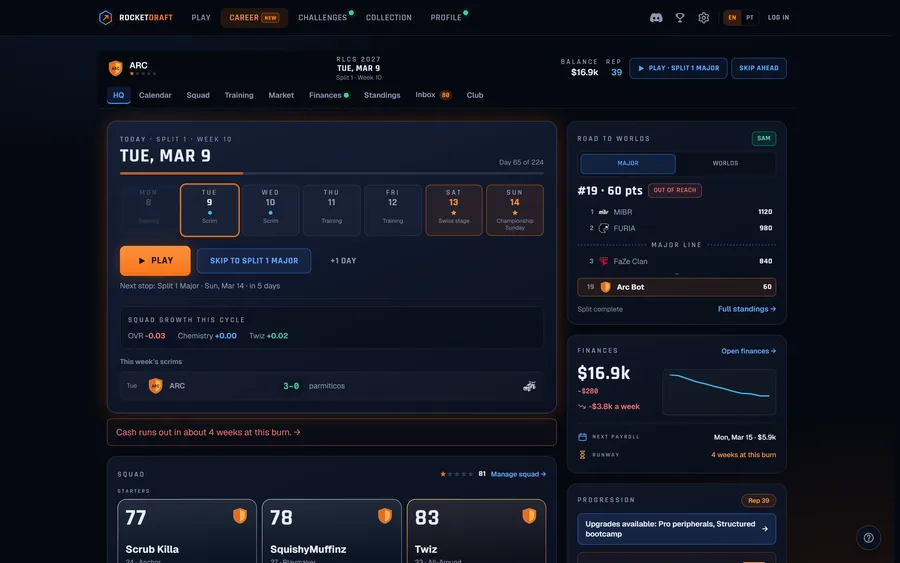 ROCKETDRAFT
PLAY
CAREER NEW
CHALLENGES
COLLECTION
PROFILE
EN
PT
LOG IN
ARC
RLCS 2027
TUE, MAR 9
Split 1 · Week 10
BALANCE
$16.9k
REP
39
PLAY · SPLIT 1 MAJOR
SKIP AHEAD
HQ
Calendar
Squad
Training
Market
Finances
Standings
Inbox 80
Club
TODAY · SPLIT 1 · WEEK 10
TUE, MAR 9
Day 65 of 224
MON
8
Training
TUE
9
Scrim
WED
10
Scrim
THU
11
Training
FRI
12
Training
SAT
13
Swiss stage
SUN
14
Championship
Sunday
PLAY
SKIP TO SPLIT 1 MAJOR
+1 DAY
Next stop: Split 1 Major · Sun, Mar 14 · in 5 days
SQUAD GROWTH THIS CYCLE
OVR -0.03
Chemistry +0.00
Twiz +0.02
This week's scrims
Tue
ARC
ARC
3–0
parmiticos
Cash runs out in about 4 weeks at this burn. →
SQUAD
81
Manage squad →
STARTERS
77
Scrub Killa
24 · Anchor
78
SquishyMuffinz
27 · Playmaker
83
Twiz
23 · All-Around
ROAD TO WORLDS
SAM
MAJOR
WORLDS
#19 · 60 pts
OUT OF REACH
1 MIBR 1120
2 FURIA 980
MAJOR LINE
3 FaZe Clan 840
19 Arc Bot 60
Split complete
Full standings →
FINANCES
Open finances →
$16.9k
-$280
-$3.8k a week
NEXT PAYROLL
Mon, Mar 15 · $5.9k
RUNWAY
4 weeks at this burn
PROGRESSION
Rep 39
Upgrades available: Pro peripherals, Structured
bootcamp
→